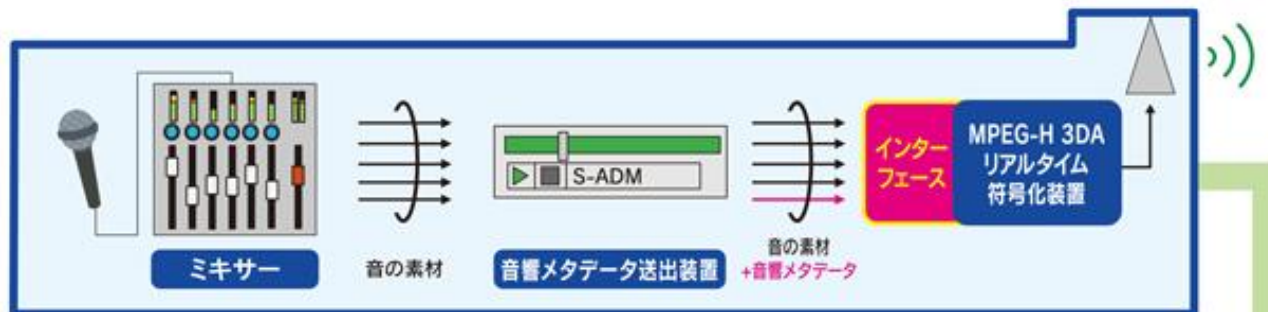 ミキサー
音の素材
S-ADM
音響メタデータ送出装置
音の素材
+音響メタデータ
インター
フェース
MPEG-H 3DA
リアルタイム
符号化装置